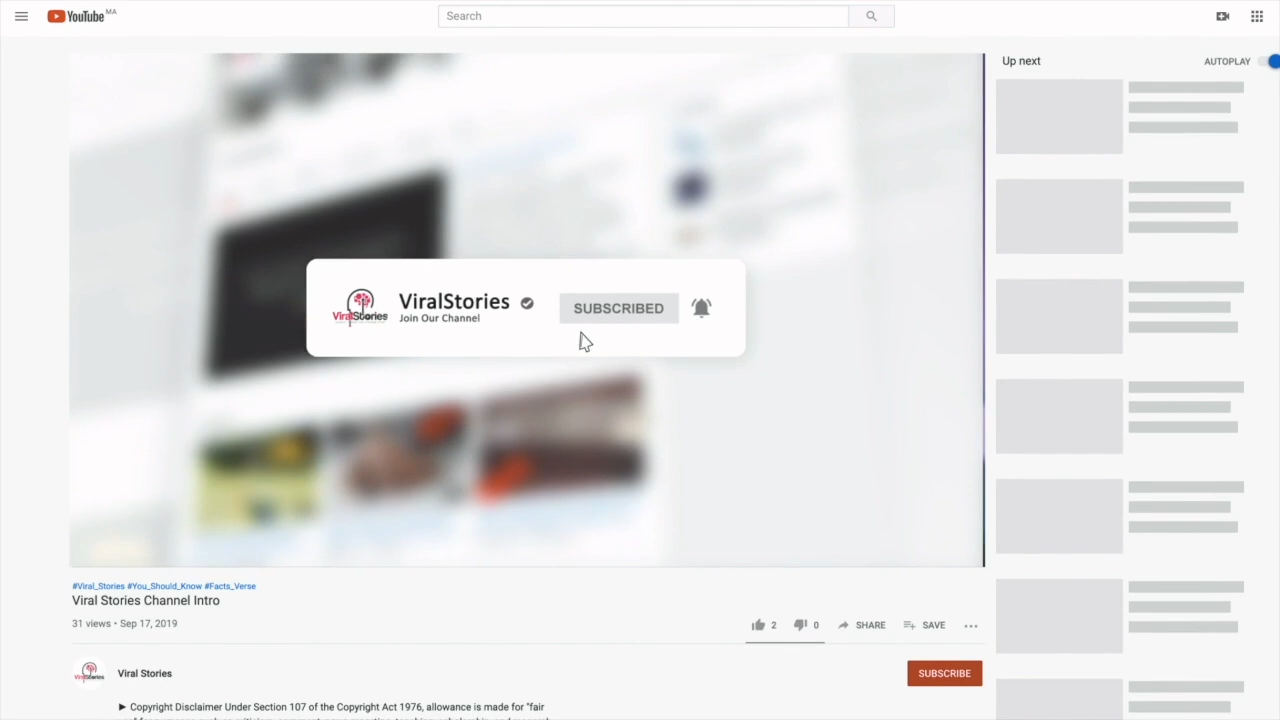 YouTube MA
Search
Up next
AUTOPLAY
ViralStories
ViralStories
Join Our Channel
SUBSCRIBED
#Viral_Stories #You_Should_Know #Facts_Verse
Viral Stories Channel Intro
31 views • Sep 17, 2019
2
0
SHARE
SAVE
ViralStories
Viral Stories
SUBSCRIBE
► Copyright Disclaimer Under Section 107 of the Copyright Act 1976, allowance is made for "fair